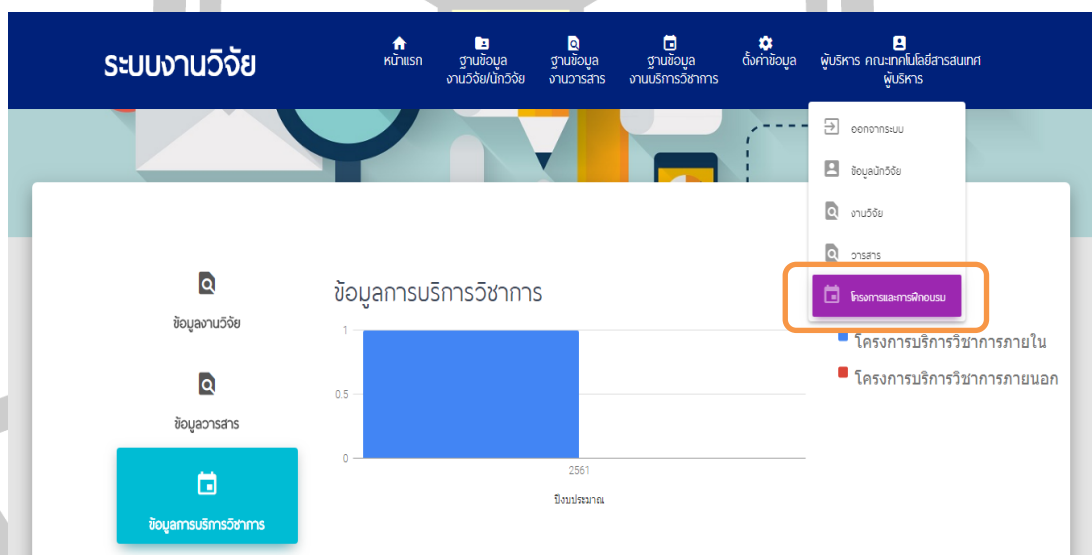 ระบบงานวิจัย
หน้าแรก
ฐานข้อมูล
งานวิจัย/นักวิจัย
ฐานข้อมูล
งานวารสาร
ฐานข้อมูล
งานบริการวิชาการ
ตั้งค่าข้อมูล
ผู้บริหาร คณะเทคโนโลยีสารสนเทศ
ผู้บริหาร
ออกจากระบบ
ข้อมูลนักวิจัย
งานวิจัย
วารสาร
โครงการและการฝึกอบรม
ข้อมูลงานวิจัย
ข้อมูลวารสาร
ข้อมูลการบริการวิชาการ
ข้อมูลการบริการวิชาการ
1
0.5
0
2561
ปีงบประมาณ
โครงการบริการวิชาการภายใน
โครงการบริการวิชาการภายนอก